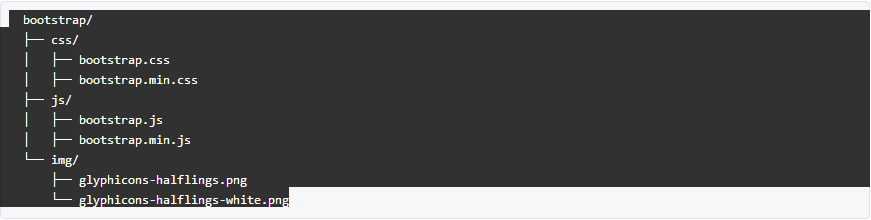 bootstrap/
├── css/
│   ├── bootstrap.css
│   ├── bootstrap.min.css
├── js/
│   ├── bootstrap.js
│   ├── bootstrap.min.js
└── img/
    ├── glyphicons-halflings.png
    └── glyphicons-halflings-white.png